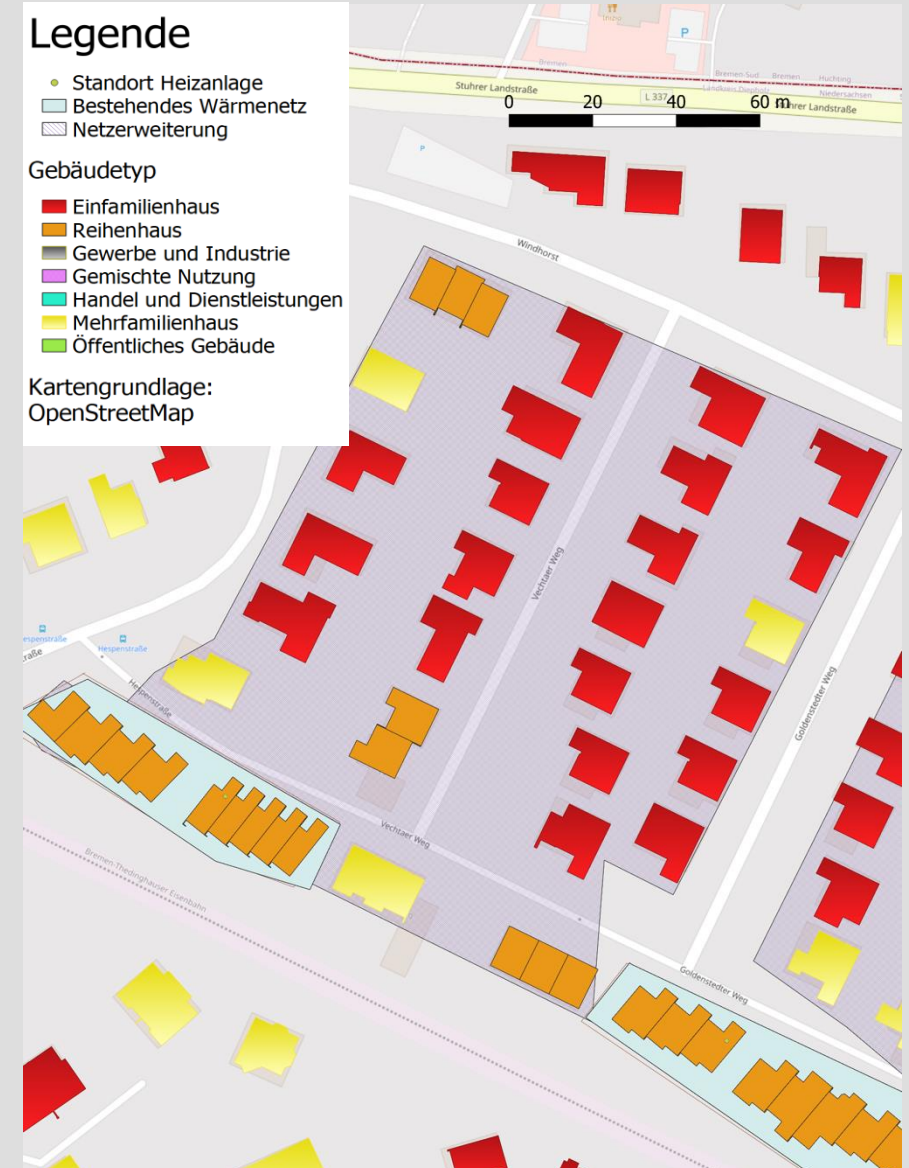 Legende
Standort Heizanlage
Bestehendes Wärmenetz
Netzerweiterung
Gebäudetyp
Einfamilienhaus
Reihenhaus
Gewerbe und Industrie
Gemischte Nutzung
Handel und Dienstleistungen
Mehrfamilienhaus
Öffentliches Gebäude
Kartengrundlage:
OpenStreetMap
P
Bremen
Bremen-Süd
Bremen
Huchting
Landkreis Diepholz
Niedersachsen
Stuhrer Landstraße
L 337
Stuhrer Landstraße
0 20 40 60 m
P
Windhorst
Vechtaer Weg
Goldenstedter Weg
Hespenstraße
raße
Hespenstraße
Vechtaer Weg
Bremen-Thedinghauser Eisenbahn
Goldenstedter Weg